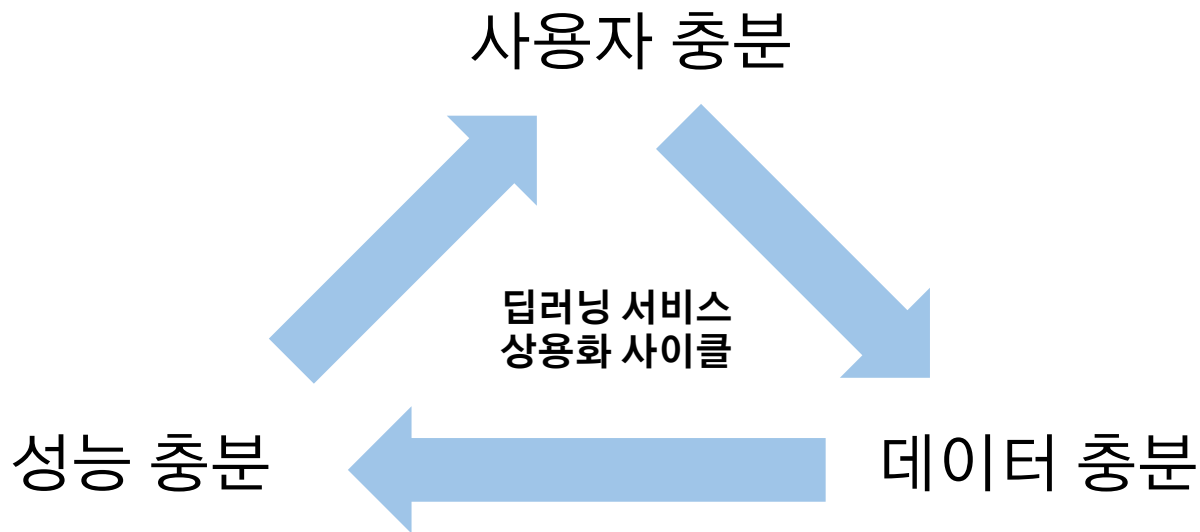 사용자 충분
딥러닝 서비스
상용화 사이클
성능 충분
데이터 충분